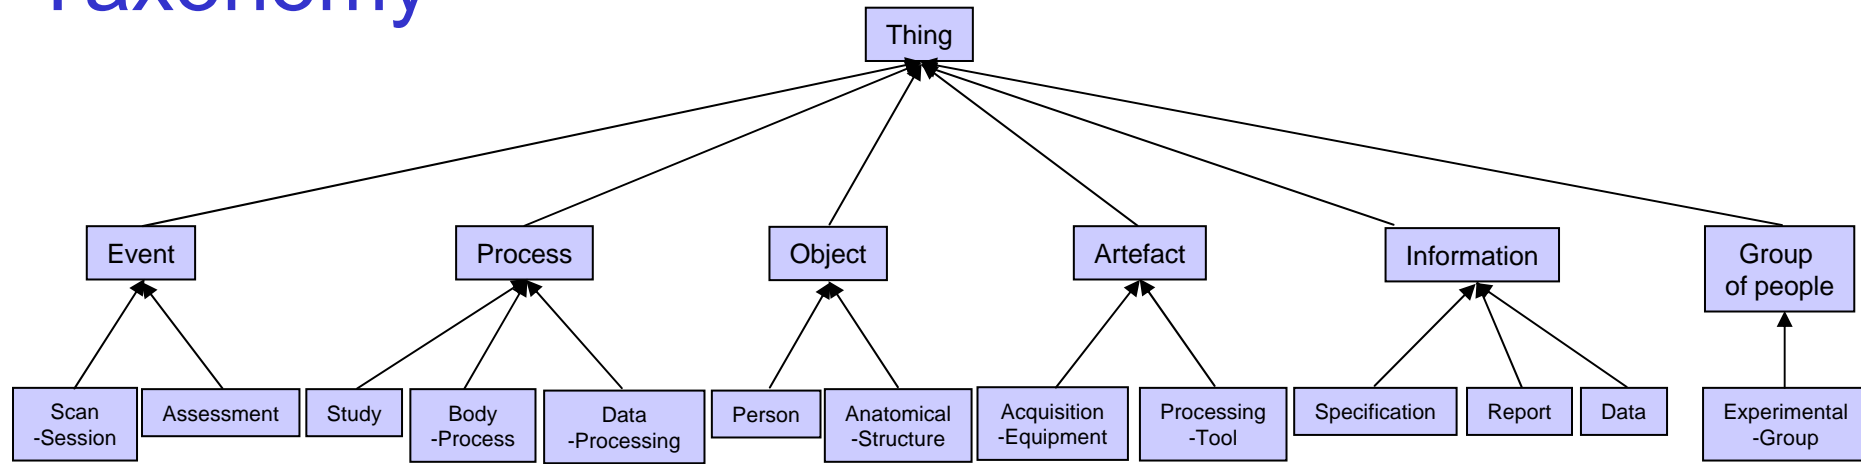 Taxonomy
Thing
Event
Process
Object
Artefact
Information
Group
of people
Scan
-Session
Assessment
Study
Body
-Process
Data
-Processing
Person
Anatomical
-Structure
Acquisition
-Equipment
Processing
-Tool
Specification
Report
Data
Experimental
-Group